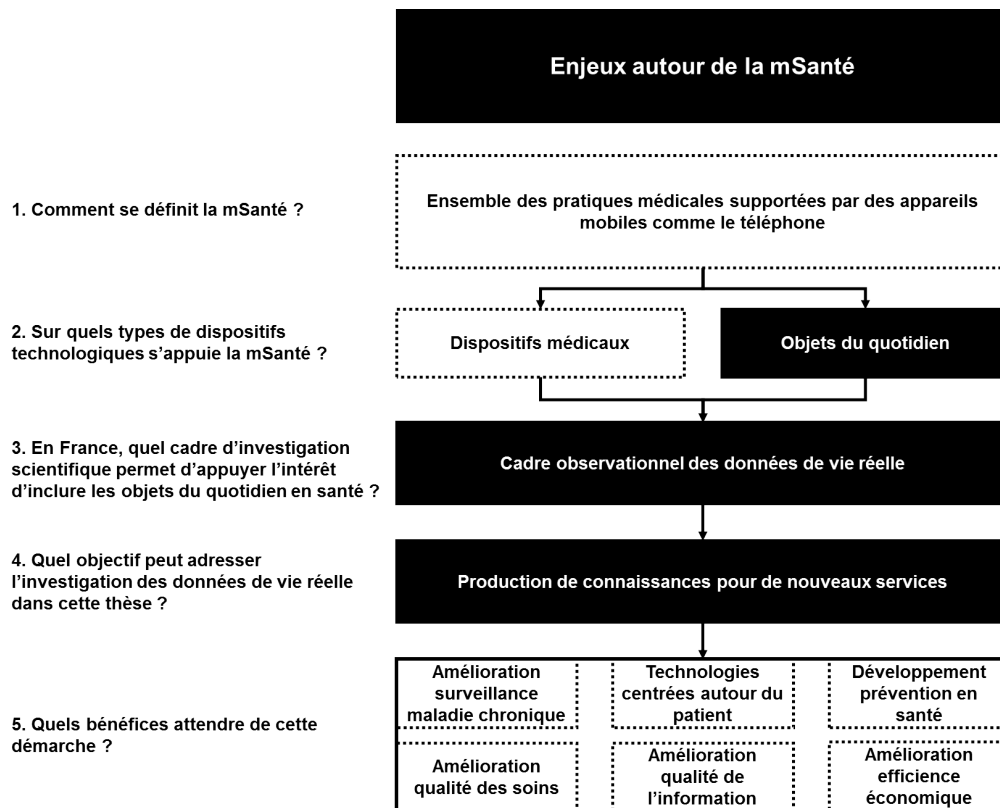 Enjeux autour de la mSanté
1. Comment se définit la mSanté ?
Ensemble des pratiques médicales supportées par des appareils
mobiles comme le téléphone
2. Sur quels types de dispositifs
technologiques s’appuie la mSanté ?
Dispositifs médicaux
Objets du quotidien
3. En France, quel cadre d’investigation
scientifique permet d’appuyer l’intérêt
d’inclure les objets du quotidien en santé ?
Cadre observationnel des données de vie réelle
4. Quel objectif peut adresser
l’investigation des données de vie réelle
dans cette thèse ?
Production de connaissances pour de nouveaux services
5. Quels bénéfices attendre de cette
démarche ?
Amélioration
surveillance
maladie chronique
Technologies
centrées autour du
patient
Développement
prévention en
santé
Amélioration
qualité des soins
Amélioration
qualité de
l’information
Amélioration
efficience
économique